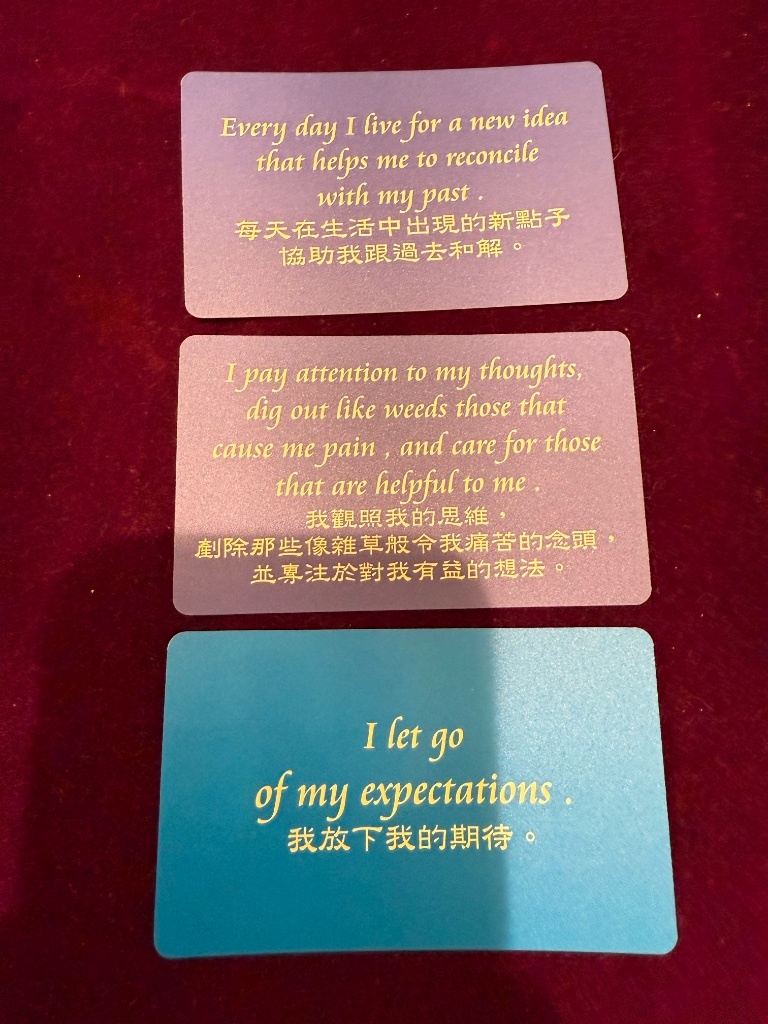 Every day I live for a new idea
that helps me to reconcile
with my past .
每天在生活中出現的新點子
協助我跟過去和解。
I pay attention to my thoughts,
dig out like weeds those that
cause me pain , and care for those
that are helpful to me .
我觀照我的思維，
剷除那些像雜草般令我痛苦的念頭，
並專注於對我有益的想法。
I let go
of my expectations .
我放下我的期待。